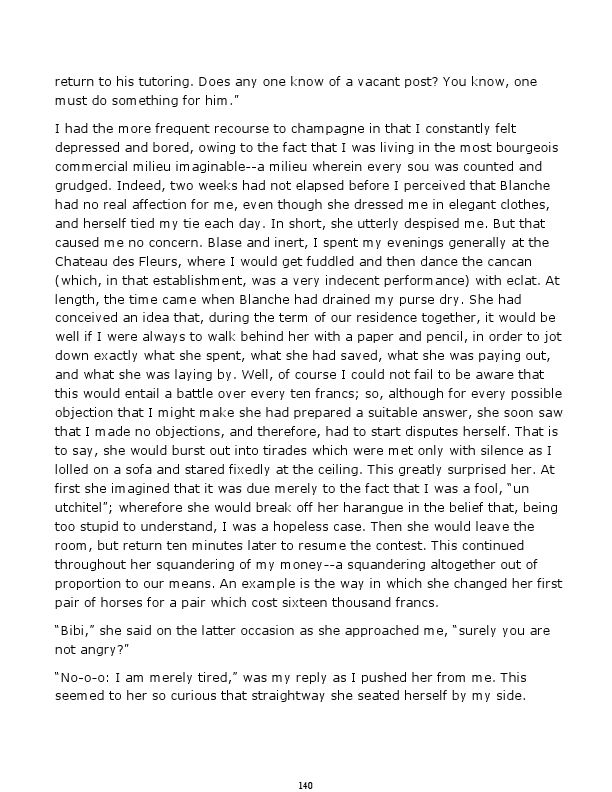 return to his tutoring. Does any one know of a vacant post? You know, one
must do something for him.”
I had the more frequent recourse to champagne in that I constantly felt
depressed and bored, owing to the fact that I was living in the most bourgeois
commercial milieu imaginable--a milieu wherein every sou was counted and
grudged. Indeed, two weeks had not elapsed before I perceived that Blanche
had no real affection for me, even though she dressed me in elegant clothes,
and herself tied my tie each day. In short, she utterly despised me. But that
caused me no concern. Blase and inert, I spent my evenings generally at the
Chateau des Fleurs, where I would get fuddled and then dance the cancan
(which, in that establishment, was a very indecent performance) with eclat. At
length, the time came when Blanche had drained my purse dry. She had
conceived an idea that, during the term of our residence together, it would be
well if I were always to walk behind her with a paper and pencil, in order to jot
down exactly what she spent, what she had saved, what she was paying out,
and what she was laying by. Well, of course I could not fail to be aware that
this would entail a battle over every ten francs; so, although for every possible
objection that I might make she had prepared a suitable answer, she soon saw
that I made no objections, and therefore, had to start disputes herself. That is
to say, she would burst out into tirades which were met only with silence as I
lolled on a sofa and stared fixedly at the ceiling. This greatly surprised her. At
first she imagined that it was due merely to the fact that I was a fool, “un
utchitel”; wherefore she would break off her harangue in the belief that, being
too stupid to understand, I was a hopeless case. Then she would leave the
room, but return ten minutes later to resume the contest. This continued
throughout her squandering of my money--a squandering altogether out of
proportion to our means. An example is the way in which she changed her first
pair of horses for a pair which cost sixteen thousand francs.
“Bibi,” she said on the latter occasion as she approached me, “surely you are
not angry?”
“No-o-o: I am merely tired,” was my reply as I pushed her from me. This
seemed to her so curious that straightway she seated herself by my side.
140